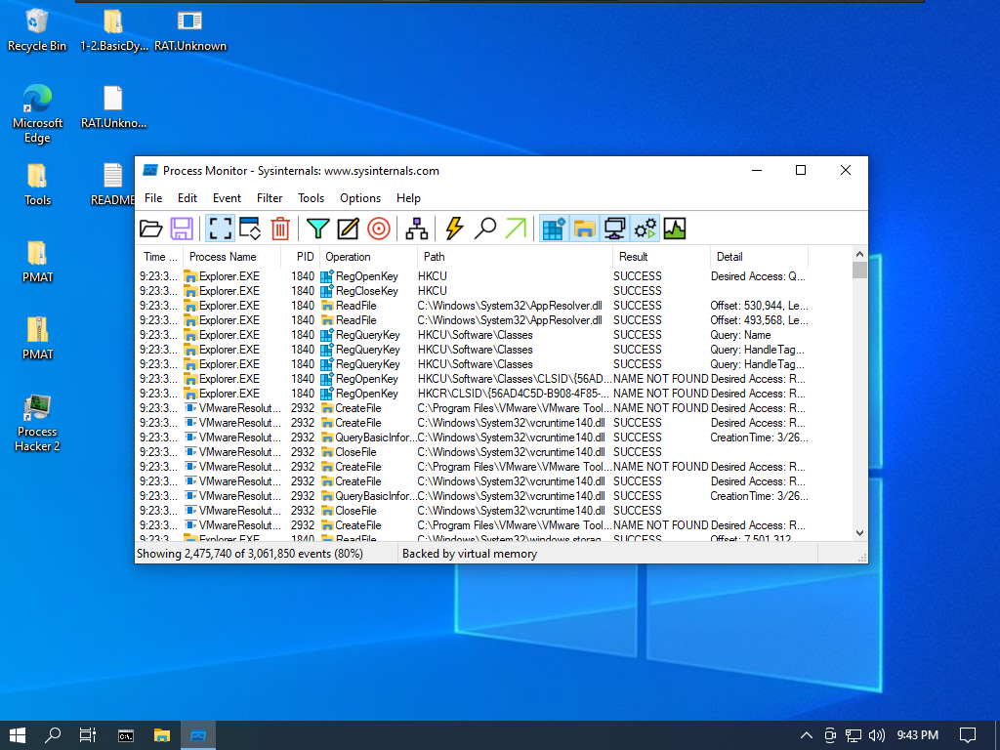 Recycle Bin
1-2.BasicDy...
RAT.Unknown
Microsoft
Edge
RAT.Unkno...
Tools
README
PMAT
PMAT
Process
Hacker 2
Process Monitor - Sysinternals: www.sysinternals.com
File Edit Event Filter Tools Options Help
Time ... Process Name PID Operation Path Result Detail
9:23:3... Explorer.EXE 1840 RegOpenKey HKCU SUCCESS Desired Access: Q...
9:23:3... Explorer.EXE 1840 RegCloseKey HKCU SUCCESS
9:23:3... Explorer.EXE 1840 ReadFile C:\Windows\System32\AppResolver.dll SUCCESS Offset: 530,944, Le...
9:23:3... Explorer.EXE 1840 ReadFile C:\Windows\System32\AppResolver.dll SUCCESS Offset: 493,568, Le...
9:23:3... Explorer.EXE 1840 RegQueryKey HKCU\Software\Classes SUCCESS Query: Name
9:23:3... Explorer.EXE 1840 RegQueryKey HKCU\Software\Classes SUCCESS Query: HandleTag...
9:23:3... Explorer.EXE 1840 RegQueryKey HKCU\Software\Classes SUCCESS Query: HandleTag...
9:23:3... Explorer.EXE 1840 RegOpenKey HKCU\Software\Classes\CLSID\{56AD... NAME NOT FOUND Desired Access: R...
9:23:3... Explorer.EXE 1840 RegOpenKey HKCR\CLSID\{56AD4C5D-B908-4F85-... NAME NOT FOUND Desired Access: R...
9:23:3... VMwareResolut... 2932 CreateFile C:\Program Files\VMware\VMware Tool... NAME NOT FOUND Desired Access: R...
9:23:3... VMwareResolut... 2932 CreateFile C:\Windows\System32\vcruntime140.dll SUCCESS Desired Access: R...
9:23:3... VMwareResolut... 2932 QueryBasicInfor... C:\Windows\System32\vcruntime140.dll SUCCESS CreationTime: 3/26...
9:23:3... VMwareResolut... 2932 CloseFile C:\Windows\System32\vcruntime140.dll SUCCESS
9:23:3... VMwareResolut... 2932 CreateFile C:\Program Files\VMware\VMware Tool... NAME NOT FOUND Desired Access: R...
9:23:3... VMwareResolut... 2932 CreateFile C:\Windows\System32\vcruntime140.dll SUCCESS Desired Access: R...
9:23:3... VMwareResolut... 2932 QueryBasicInfor... C:\Windows\System32\vcruntime140.dll SUCCESS CreationTime: 3/26...
9:23:3... VMwareResolut... 2932 CloseFile C:\Windows\System32\vcruntime140.dll SUCCESS
9:23:3... VMwareResolut... 2932 CreateFile C:\Program Files\VMware\VMware Tool... NAME NOT FOUND Desired Access: R...
9:23:3... Explorer.EXE 1840 ReadFile C:\Windows\System32\windows.storag... SUCCESS Offset: 7,501,312,...
Showing 2,475,740 of 3,061,850 events (80%) Backed by virtual memory
9:43 PM